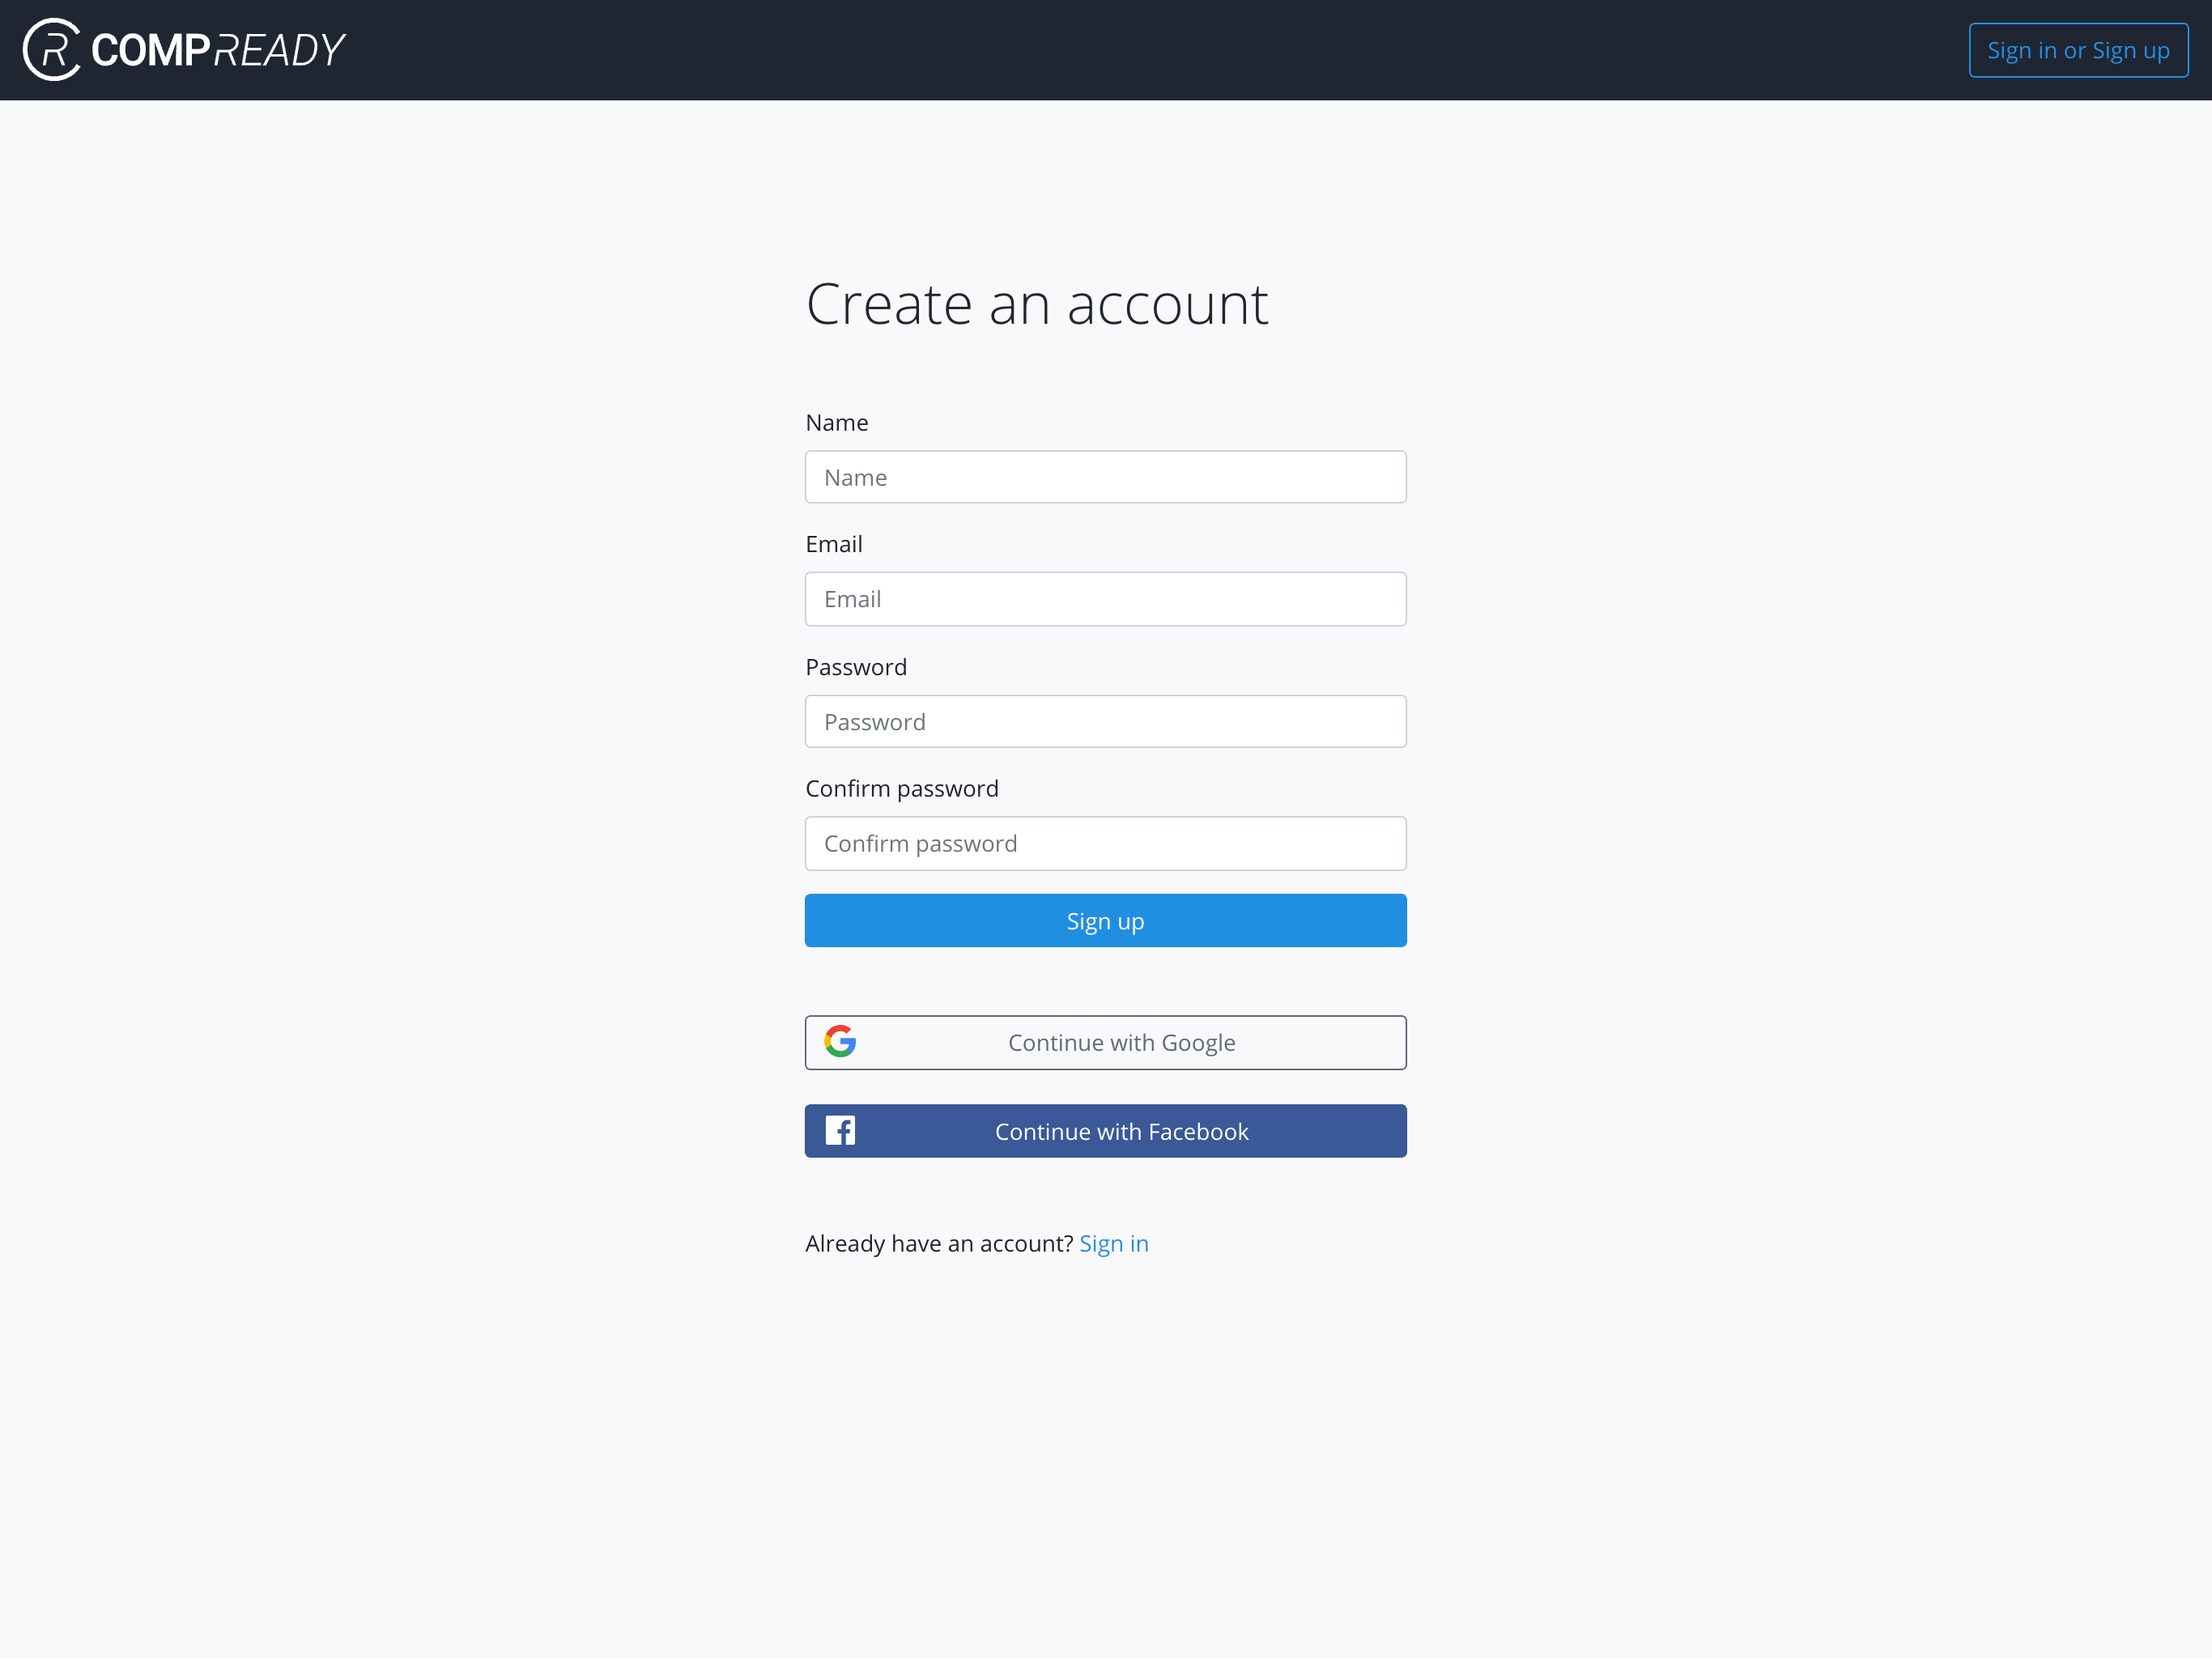 COMPREADY
Sign in or Sign up
Create an account
Name
Name
Email
Email
Password
Password
Confirm password
Confirm password
Sign up
Continue with Google
Continue with Facebook
Already have an account? Sign in